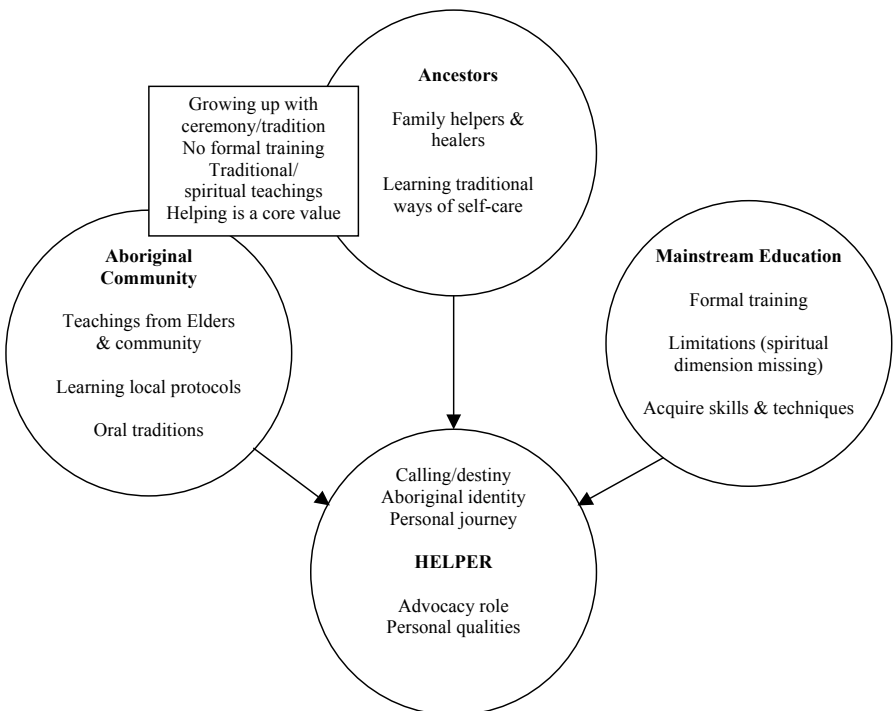 Ancestors
Family helpers &
healers
Learning traditional
ways of self-care
Growing up with
ceremony/tradition
No formal training
Traditional/
spiritual teachings
Helping is a core value
Aboriginal
Community
Teachings from Elders
& community
Learning local protocols
Oral traditions
Mainstream Education
Formal training
Limitations (spiritual
dimension missing)
Acquire skills & techniques
Calling/destiny
Aboriginal identity
Personal journey
HELPER
Advocacy role
Personal qualities